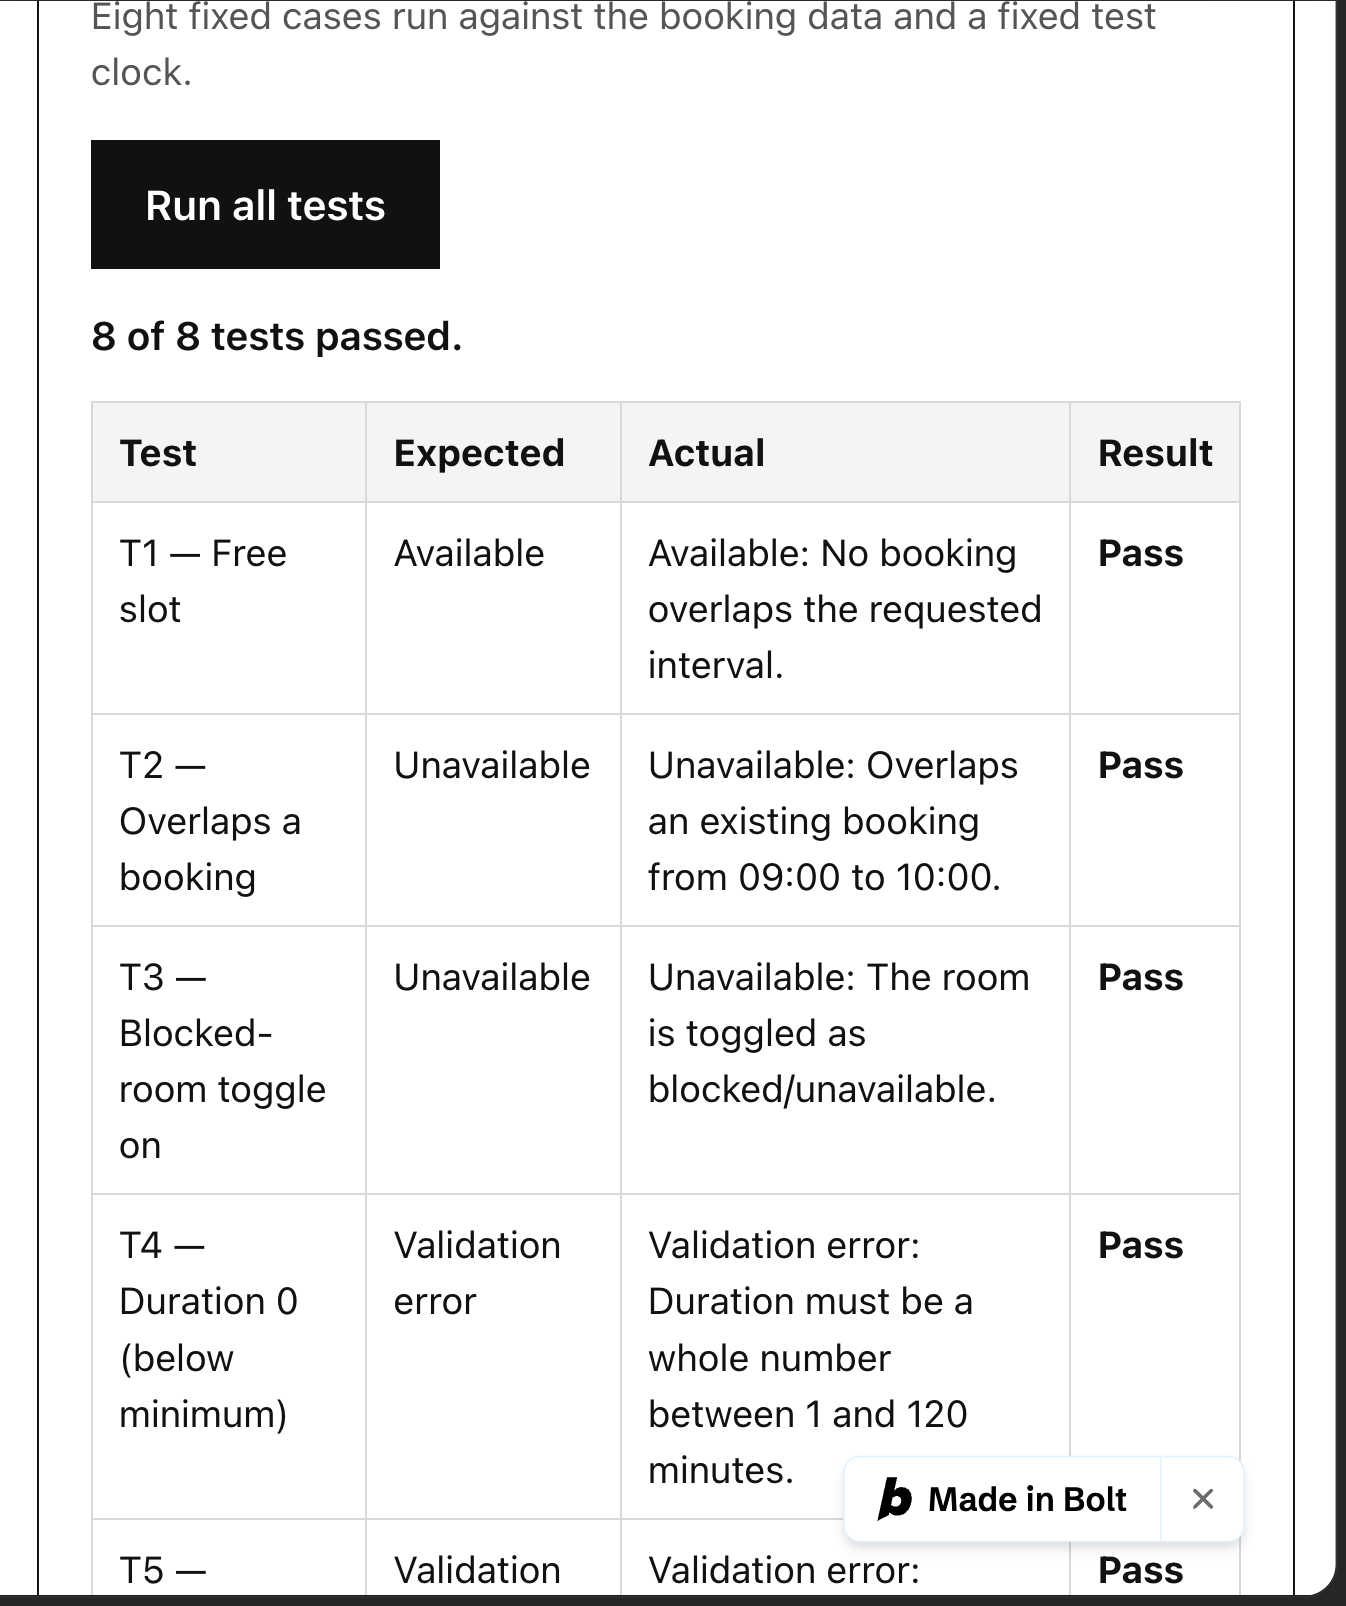 Eight fixed cases run against the booking data and a fixed test
clock.
Run all tests
8 of 8 tests passed.
Test Expected Actual Result
T1 — Free
slot
Available
Available: No booking
overlaps the requested
interval.
Pass
T2 —
Overlaps a
booking
Unavailable
Unavailable: Overlaps
an existing booking
from 09:00 to 10:00.
Pass
T3 —
Blocked-
room toggle
on
Unavailable
Unavailable: The room
is toggled as
blocked/unavailable.
Pass
T4 —
Duration 0
(below
minimum)
Validation
error
Validation error:
Duration must be a
whole number
between 1 and 120
minutes.
Pass
T5 —
Validation
Validation error:
Pass
Made in Bolt